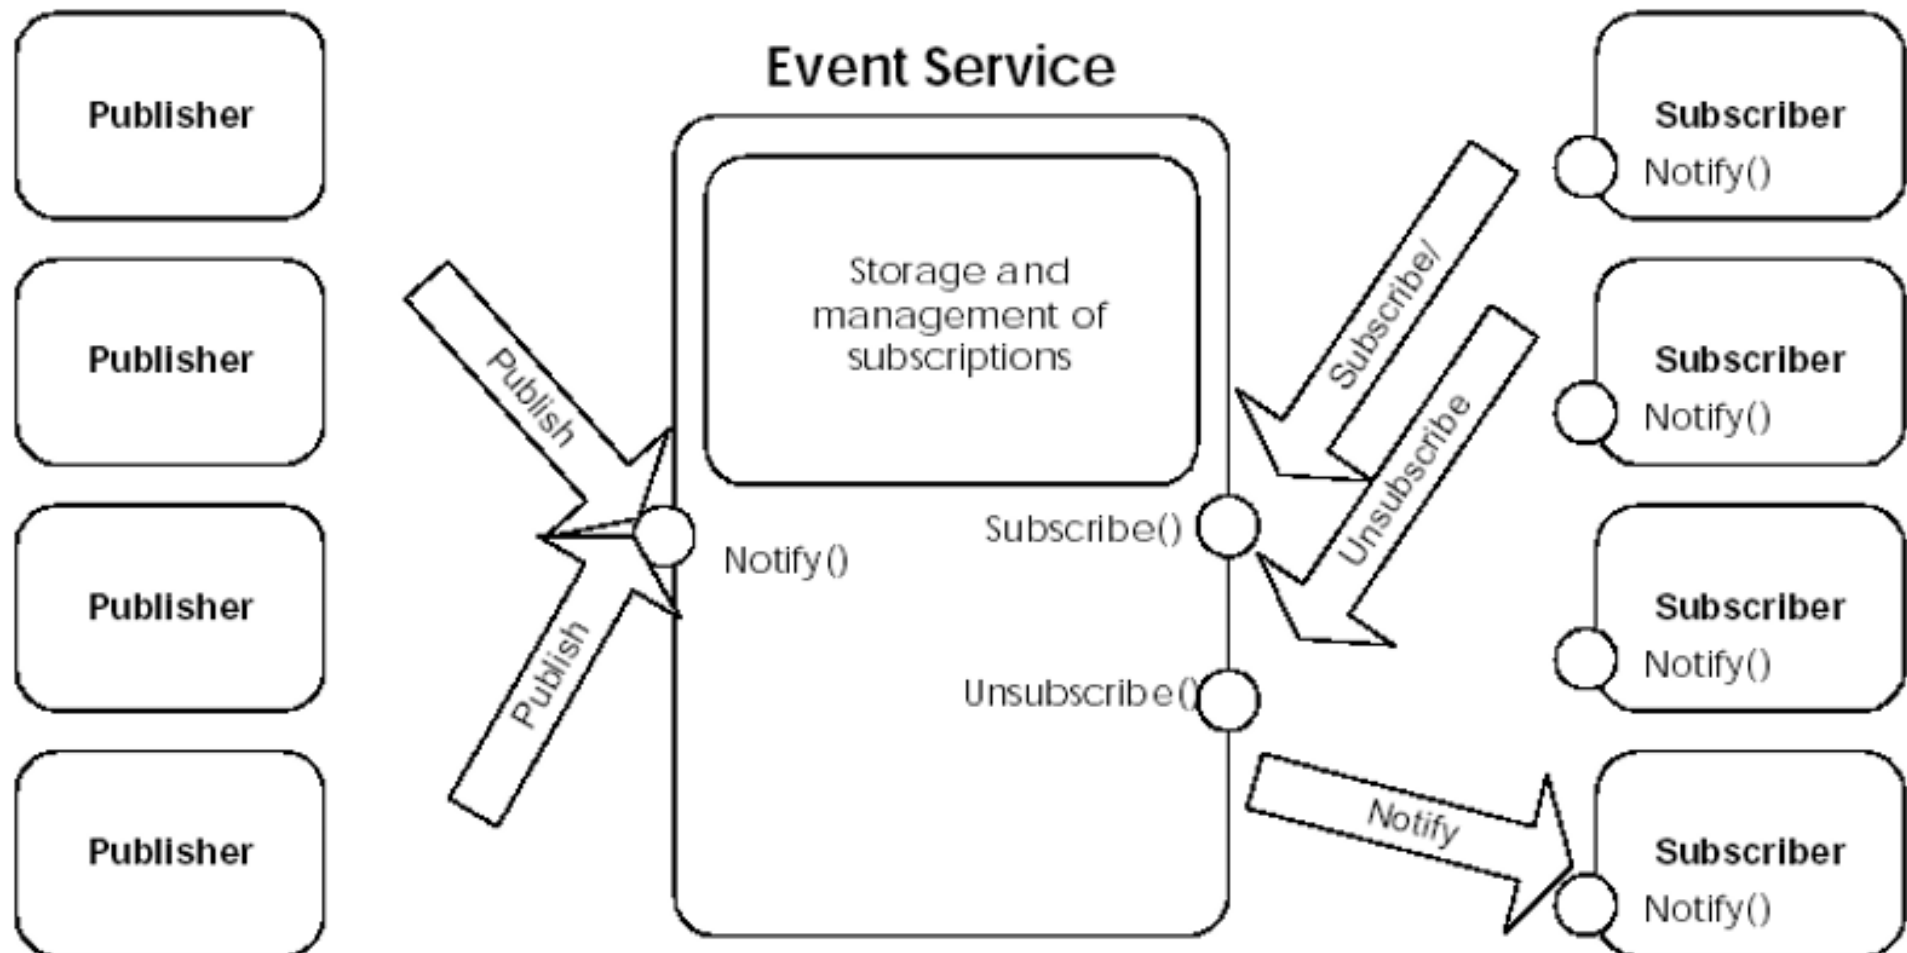 Event Service
Publisher
Publisher
Publisher
Publisher
Publish
Publish
Storage and
management of
subscriptions
Notify()
Subscribe()
Unsubscribe()
Subscribe/
Unsubscribe
Notify
Subscriber
Notify()
Subscriber
Notify()
Subscriber
Notify()
Subscriber
Notify()